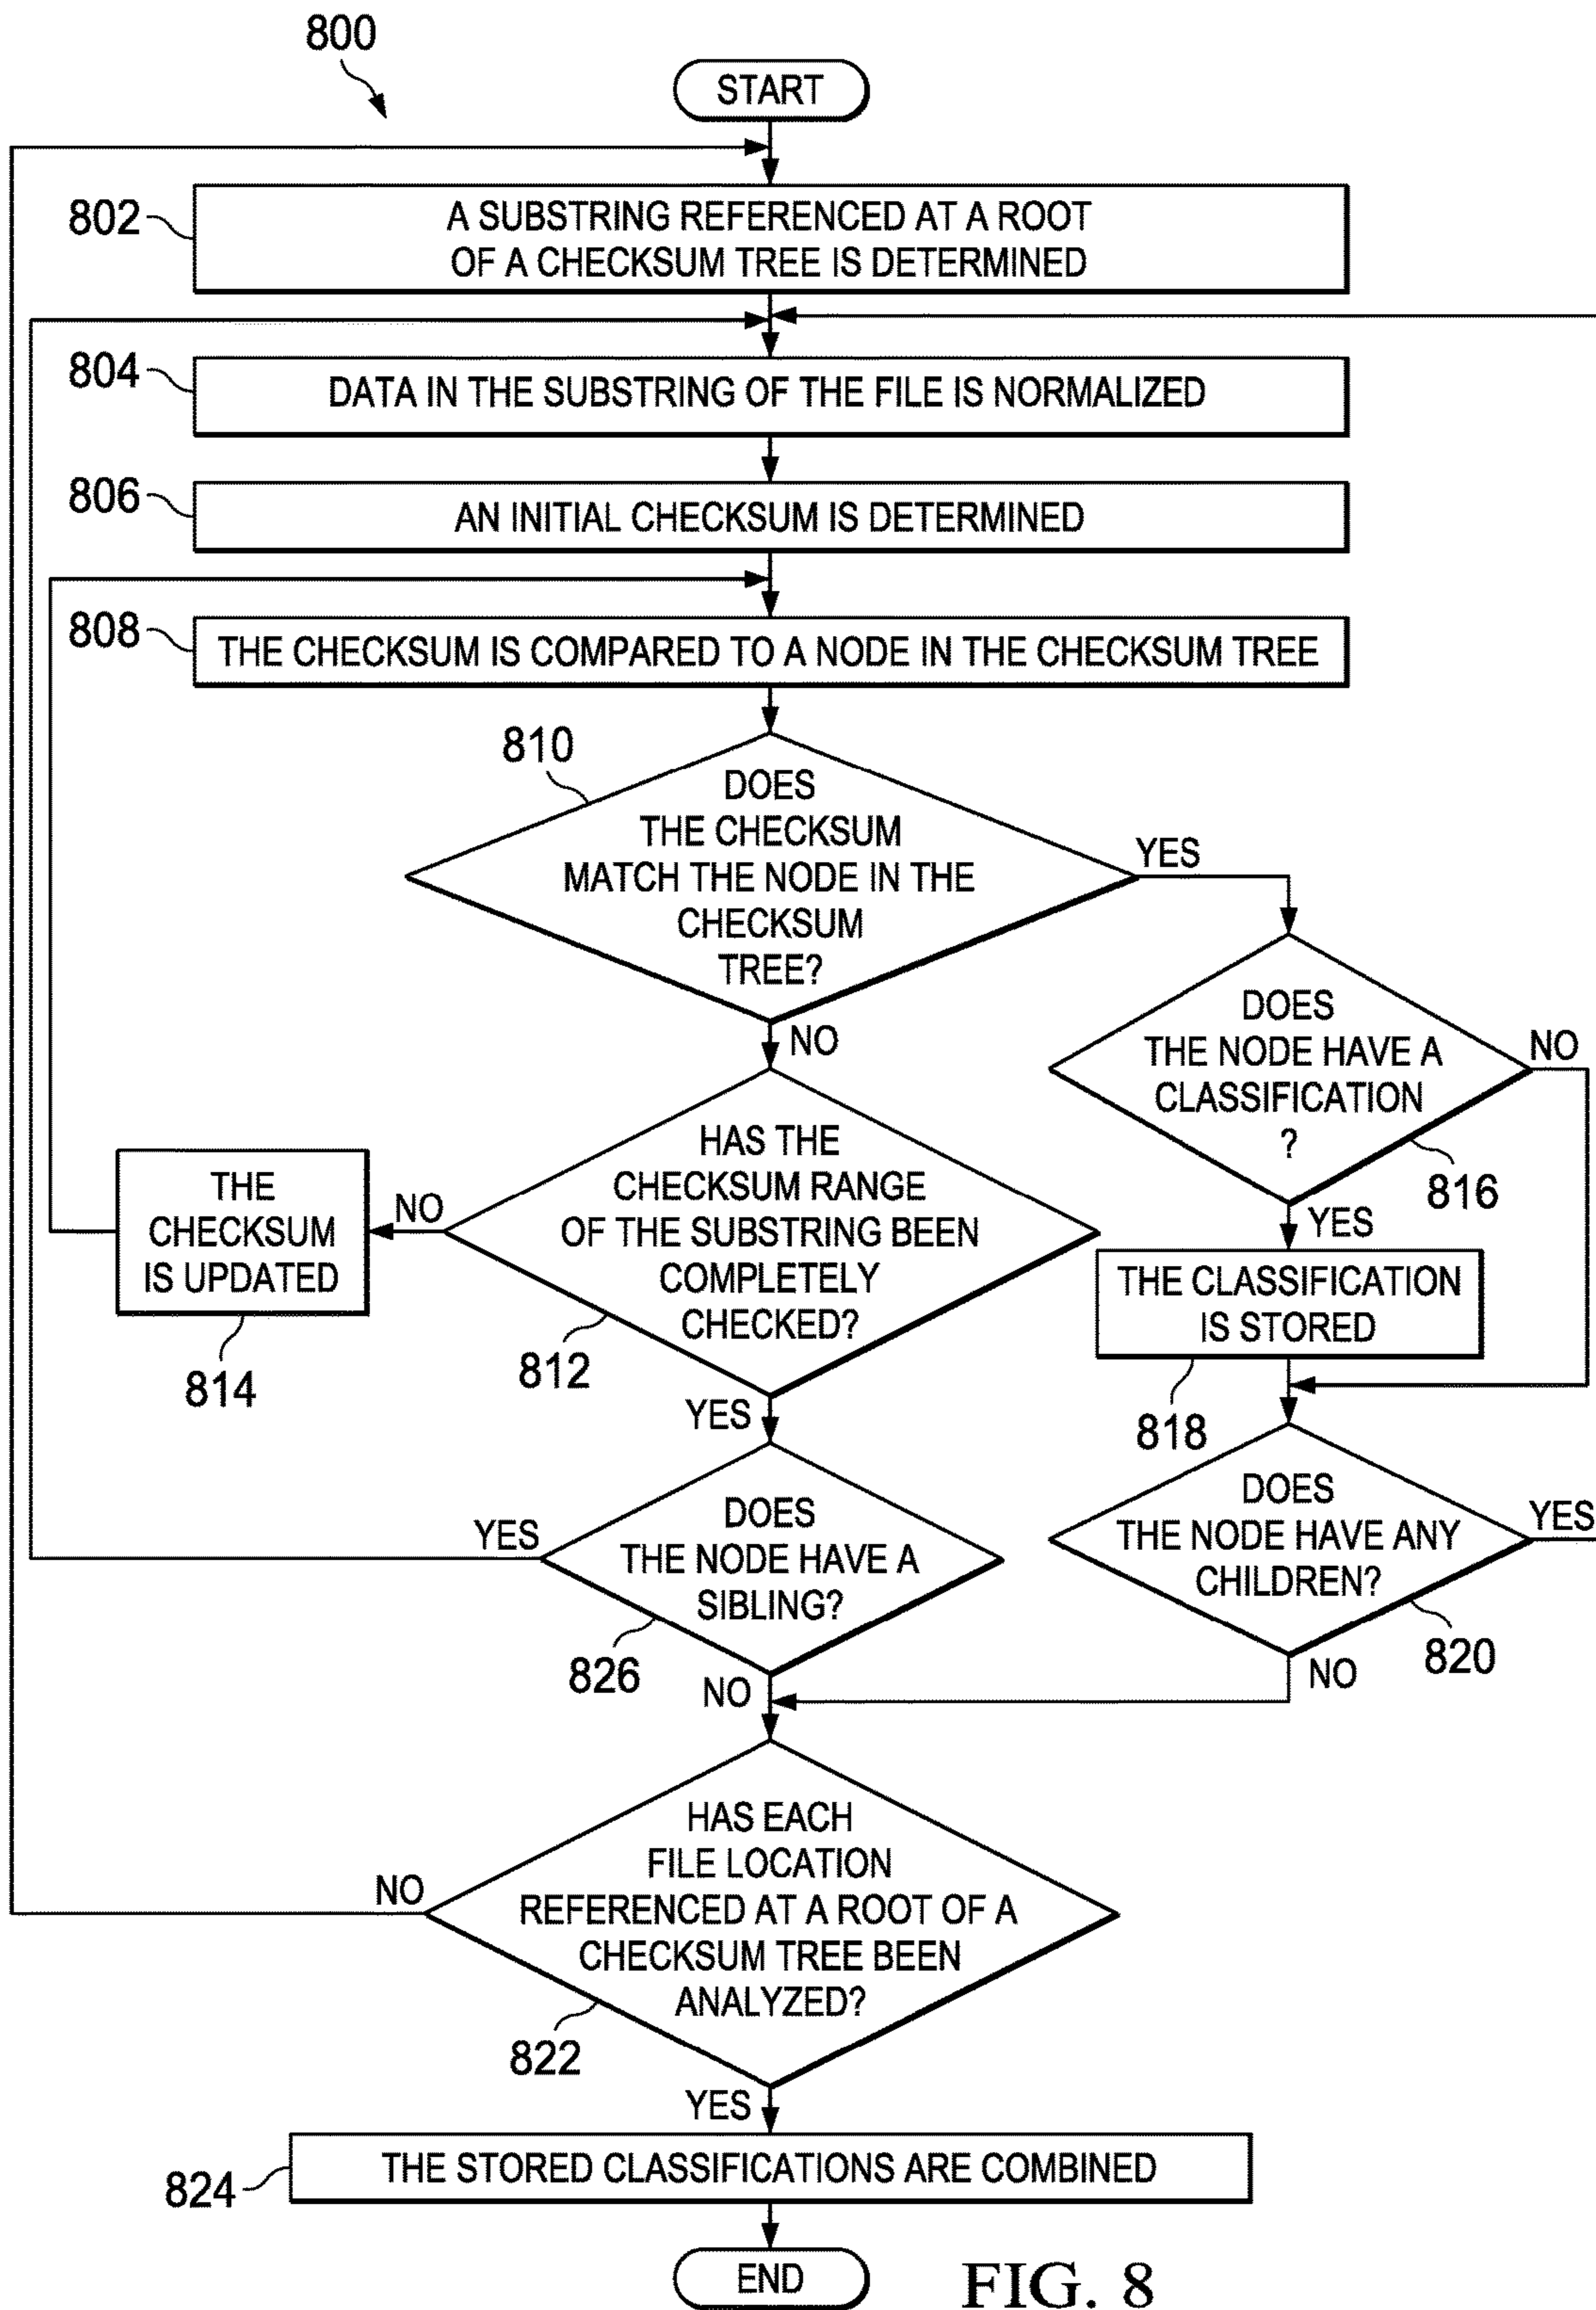 800
START
802
A SUBSTRING REFERENCED AT A ROOT
OF A CHECKSUM TREE IS DETERMINED
804
DATA IN THE SUBSTRING OF THE FILE IS NORMALIZED
806
AN INITIAL CHECKSUM IS DETERMINED
808
THE CHECKSUM IS COMPARED TO A NODE IN THE CHECKSUM TREE
810
DOES
THE CHECKSUM
MATCH THE NODE IN THE
CHECKSUM
TREE?
YES
NO
DOES
THE NODE HAVE A
CLASSIFICATION
?
NO
816
YES
HAS THE
CHECKSUM RANGE
OF THE SUBSTRING BEEN
COMPLETELY
CHECKED?
812
NO
THE
CHECKSUM
IS UPDATED
814
YES
THE CLASSIFICATION
IS STORED
818
DOES
THE NODE HAVE A
SIBLING?
YES
826
NO
DOES
THE NODE HAVE ANY
CHILDREN?
YES
820
NO
HAS EACH
FILE LOCATION
REFERENCED AT A ROOT OF A
CHECKSUM TREE BEEN
ANALYZED?
NO
822
YES
824
THE STORED CLASSIFICATIONS ARE COMBINED
END
FIG. 8